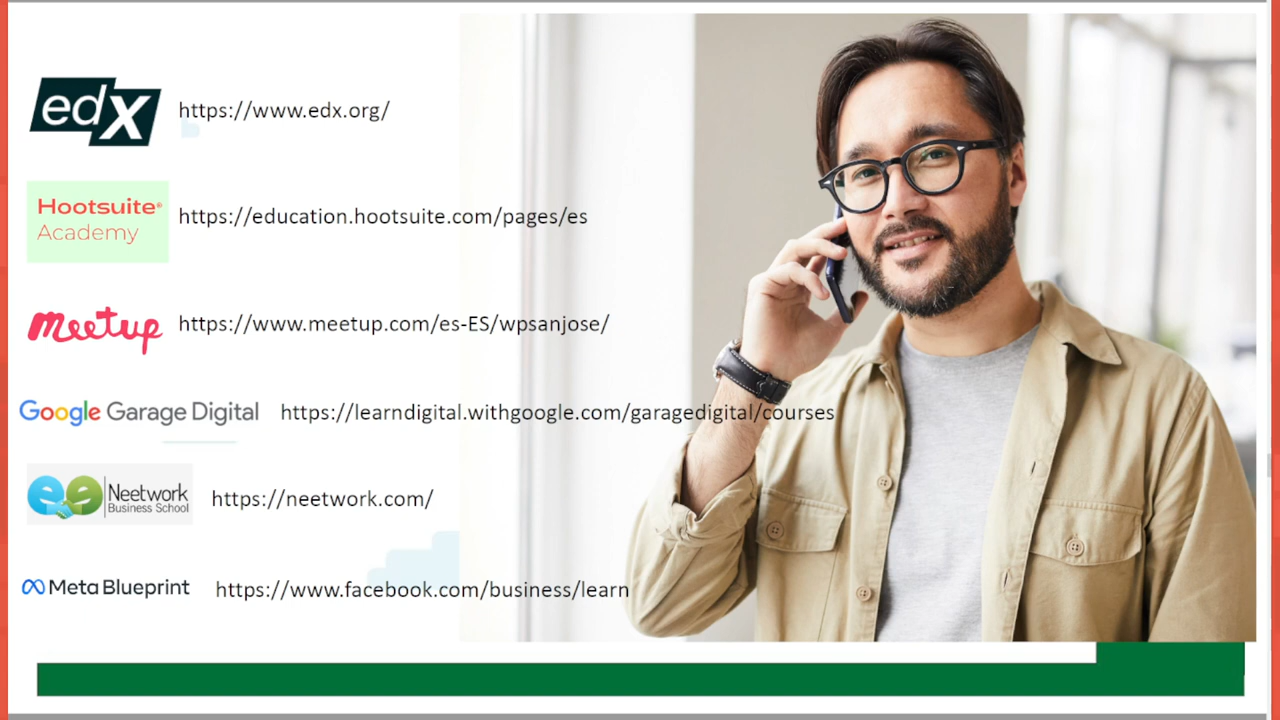 edX https://www.edx.org/
Hootsuite® https://education.hootsuite.com/pages/es
Academy
meetup https://www.meetup.com/es-ES/wpsanjose/
Google Garage Digital https://learndigital.withgoogle.com/garagedigital/courses
Neetwork https://neetwork.com/
Business School
Meta Blueprint https://www.facebook.com/business/learn